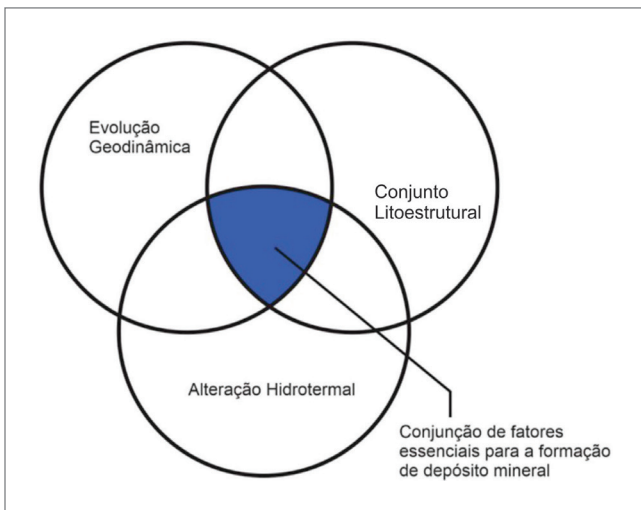 Evolução
Geodinâmica
Conjunto
Litoestrutural
Alteração Hidrotermal
Conjunção de fatores
essenciais para a formação
de depósito mineral